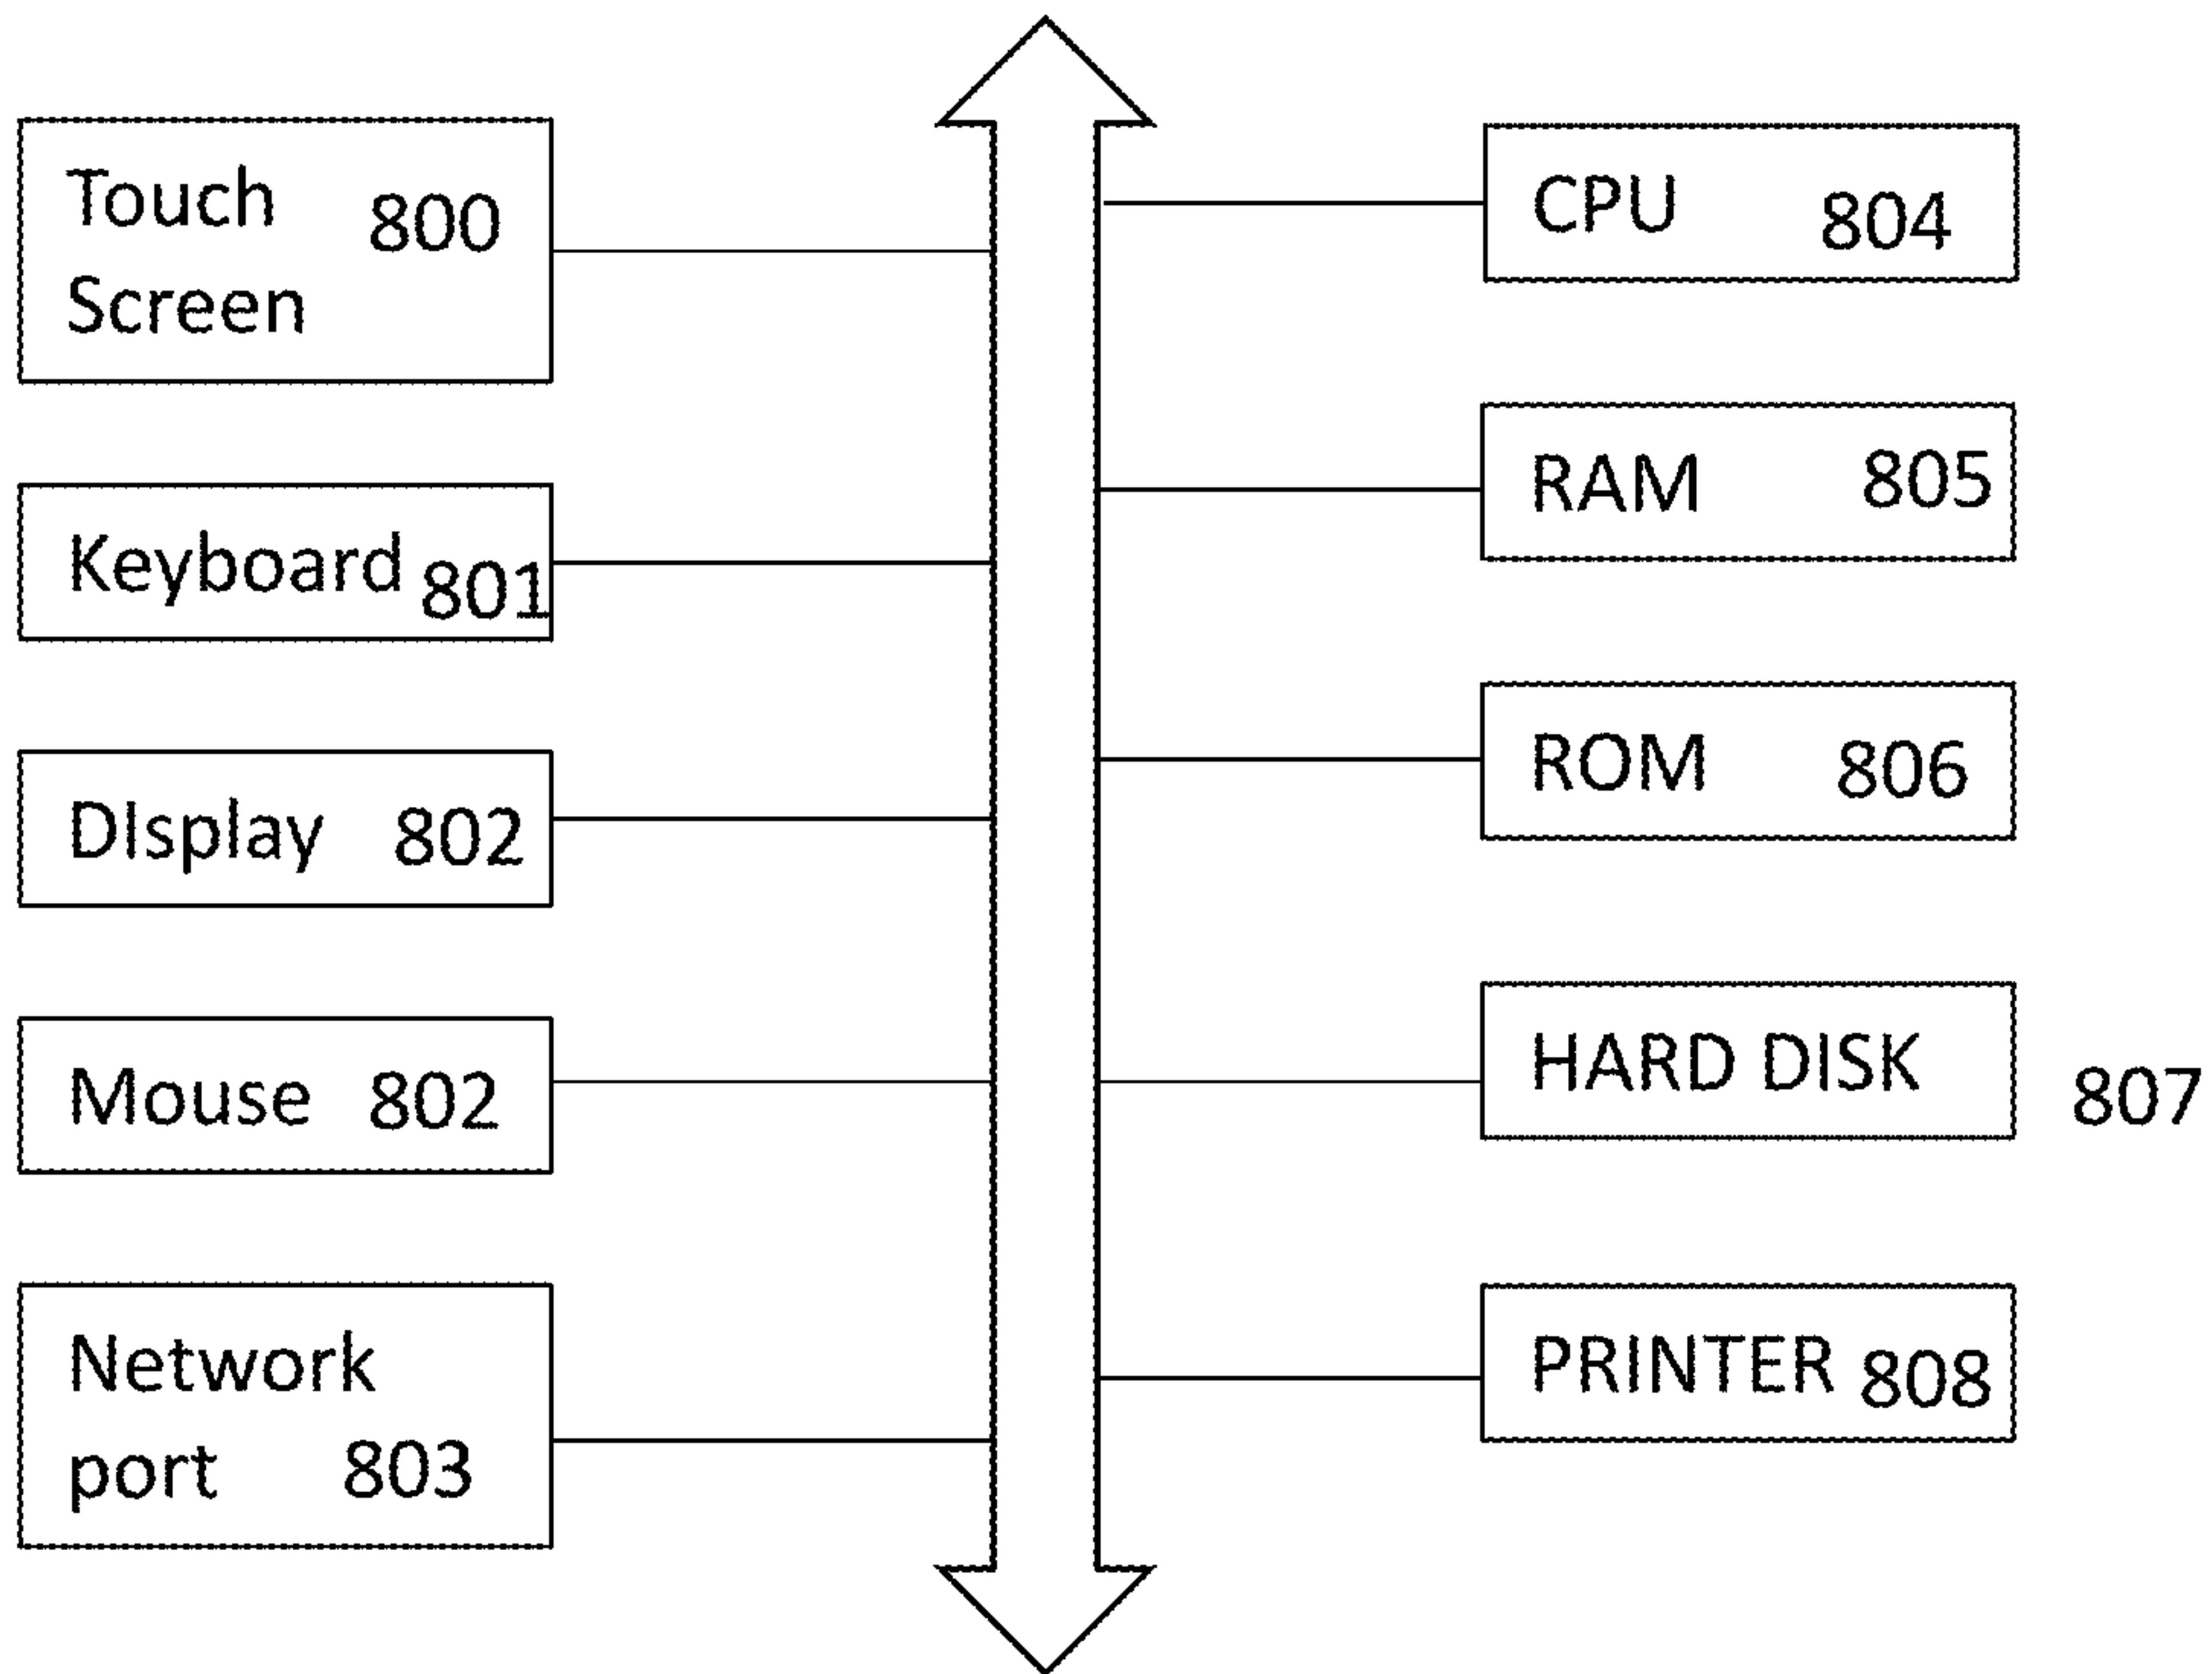 Touch 800
Screen
Keyboard 801
DIsplay 802
Mouse 802
Network
port 803
CPU 804
RAM 805
ROM 806
HARD DISK 807
PRINTER 808